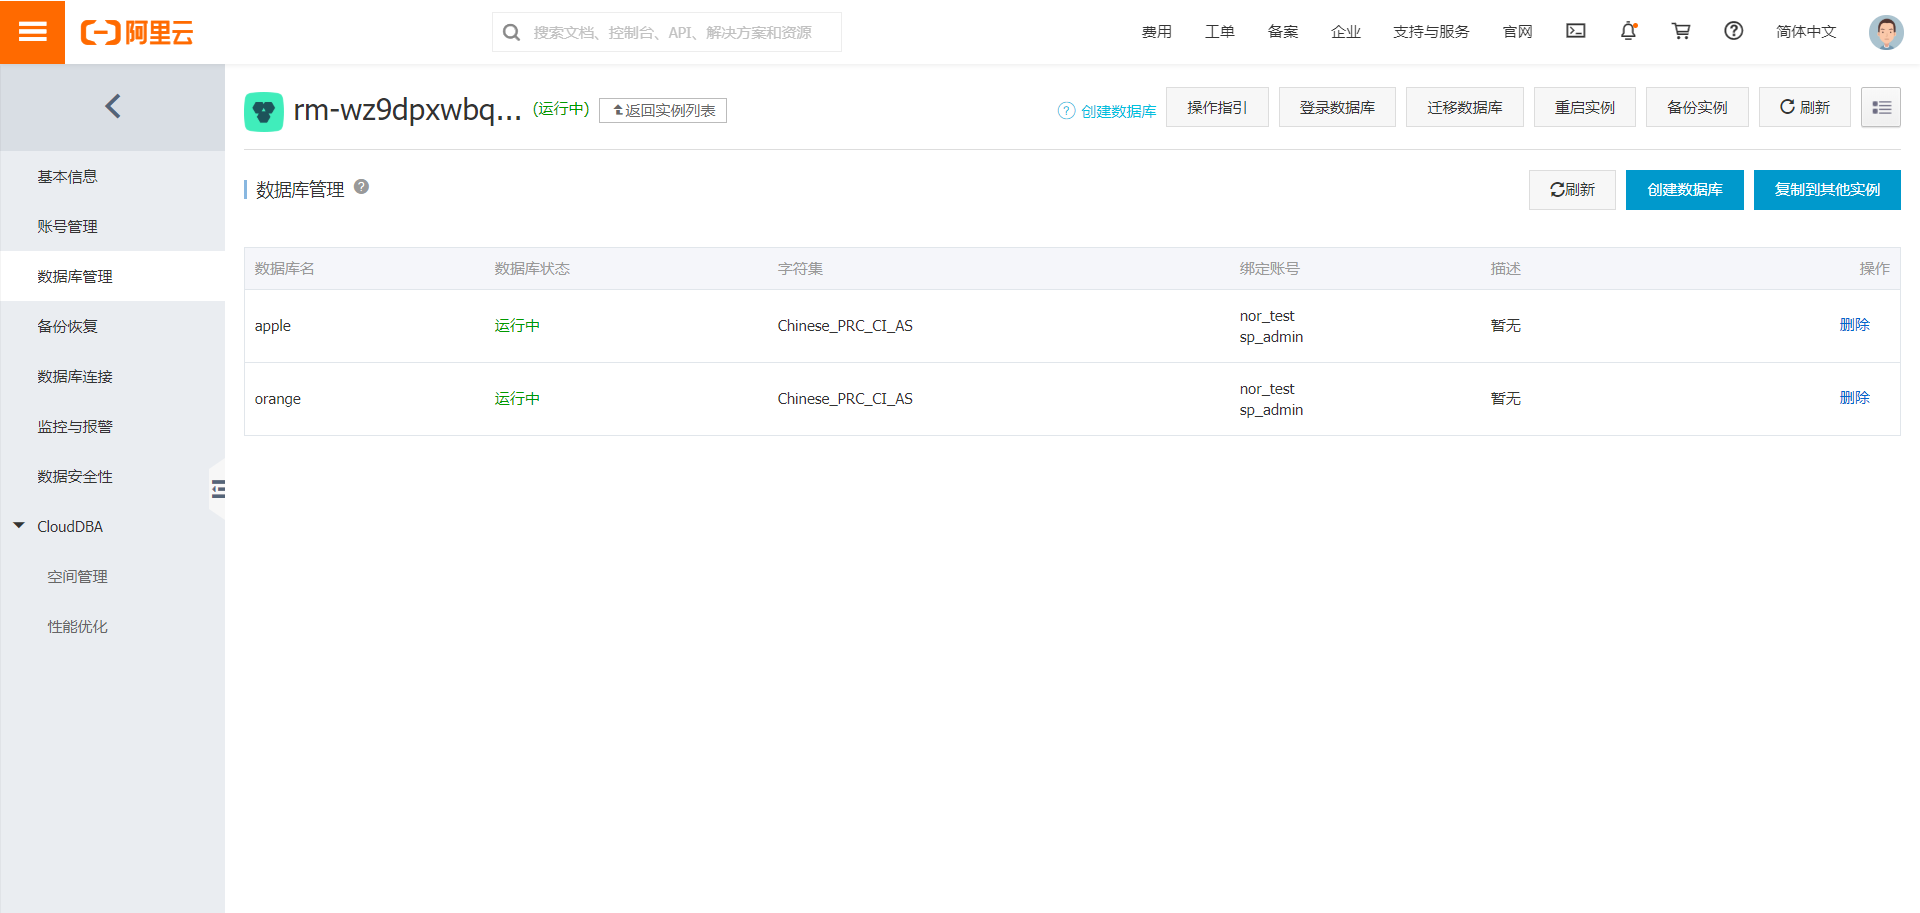 阿里云
搜索文档、控制台、API、解决方案和资源
费用 工单 备案 企业 支持与服务 官网 简体中文
rm-wz9dpxwbq... (运行中) 返回实例列表
创建数据库 操作指引 登录数据库 迁移数据库 重启实例 备份实例 刷新
基本信息
账号管理
数据库管理
备份恢复
数据库连接
监控与报警
数据安全性
CloudDBA
空间管理
性能优化
数据库管理 刷新 创建数据库 复制到其他实例
数据库名 数据库状态 字符集 绑定账号 描述 操作
apple 运行中 Chinese_PRC_CI_AS nor_test 暂无 删除
sp_admin
orange 运行中 Chinese_PRC_CI_AS nor_test 暂无 删除
sp_admin